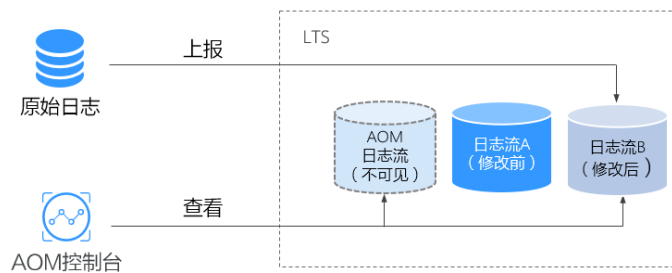 上报
LTS
原始日志
AOM
日志流
（不可见）
日志流A
（修改前）
日志流B
（修改后）
查看
AOM控制台